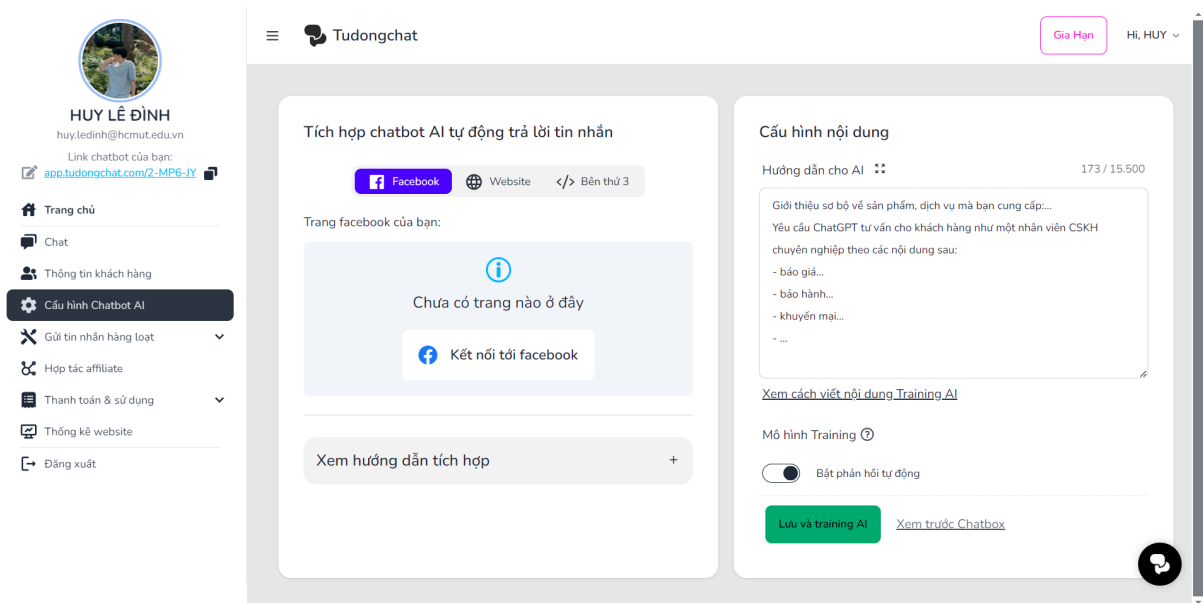 HUY LÊ ĐÌNH
huy.ledinh@hcmut.edu.vn
Link chatbot của bạn:
app.tudongchat.com/2-MP6-JY
Trang chủ
Chat
Thông tin khách hàng
Cấu hình Chatbot AI
Gửi tin nhắn hàng loạt
Hợp tác affiliate
Thanh toán & sử dụng
Thống kê website
Đăng xuất
Tudongchat
Gia Hạn
Hi, HUY
Tích hợp chatbot AI tự động trả lời tin nhắn
Facebook
Website
Bên thứ 3
Trang facebook của bạn:
Chưa có trang nào ở đây
Kết nối tới facebook
Xem hướng dẫn tích hợp
+
Cấu hình nội dung
Hướng dẫn cho AI
173 / 15.500
Giới thiệu sơ bộ về sản phẩm, dịch vụ mà bạn cung cấp:...
Yêu cầu ChatGPT tư vấn cho khách hàng như một nhân viên CSKH
chuyên nghiệp theo các nội dung sau:
- báo giá...
- bảo hành...
- khuyến mại...
- ...
Xem cách viết nội dung Training AI
Mô hình Training
Bật phản hồi tự động
Lưu và training AI
Xem trước Chatbox